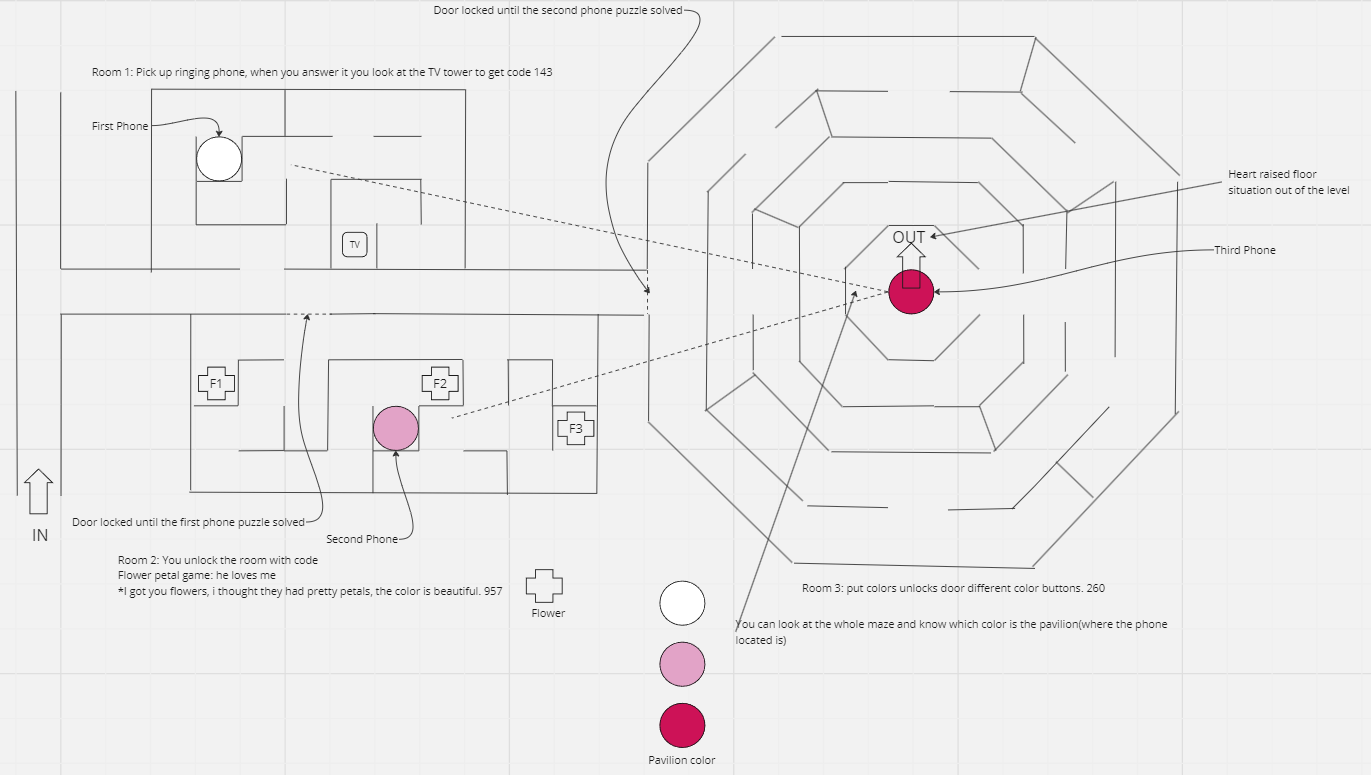 Door locked until the second phone puzzle solved
Room 1: Pick up ringing phone, when you answer it you look at the TV tower to get code 143
First Phone
TV
Heart raised floor
situation out of the level
OUT
Third Phone
F1
F2
F3
IN
Door locked until the first phone puzzle solved
Second Phone
Room 2: You unlock the room with code
Flower petal game: he loves me
*I got you flowers, i thought they had pretty petals, the color is beautiful. 957
Flower
Room 3: put colors unlocks door different color buttons. 260
You can look at the whole maze and know which color is the pavilion(where the phone
located is)
Pavilion color